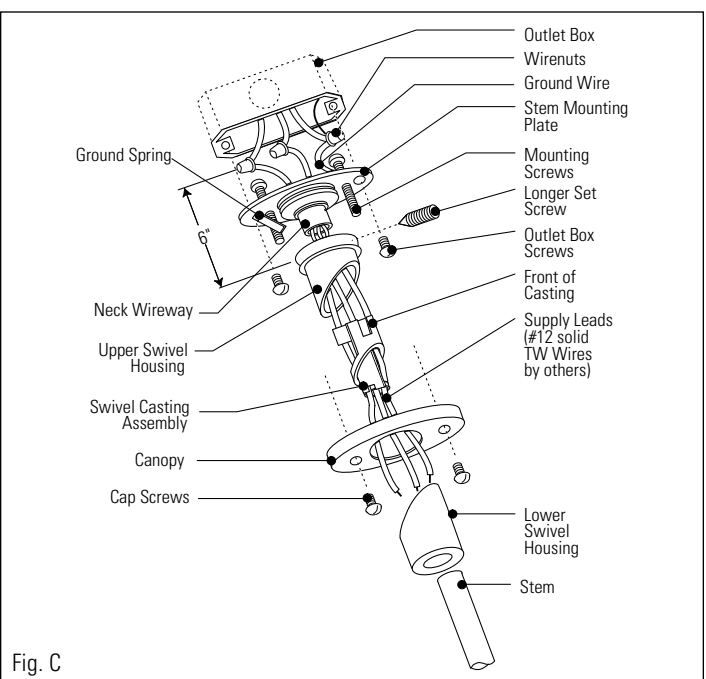 Outlet Box
Wirenuts
Ground Wire
Stem Mounting
Plate
Ground Spring
Mounting
Screws
Longer Set
Screw
6"
Outlet Box
Screws
Front of
Casting
Neck Wireway
Supply Leads
(#12 solid
TW Wires
by others)
Upper Swivel
Housing
Swivel Casting
Assembly
Canopy
Cap Screws
Lower
Swivel
Housing
Stem
Fig. C